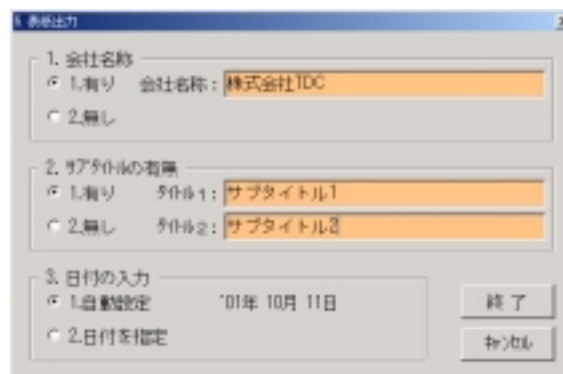 表紙出力
1. 会社名称
1.有り 会社名称: 株式会社TDC
2.無し
2. サブタイトルの有無
1.有り タイトル1: サブタイトル1
2.無し タイトル2: サブタイトル2
3. 日付の入力
1.自動設定 '01年 10月 11日
2.日付を指定
終了
キャンセル